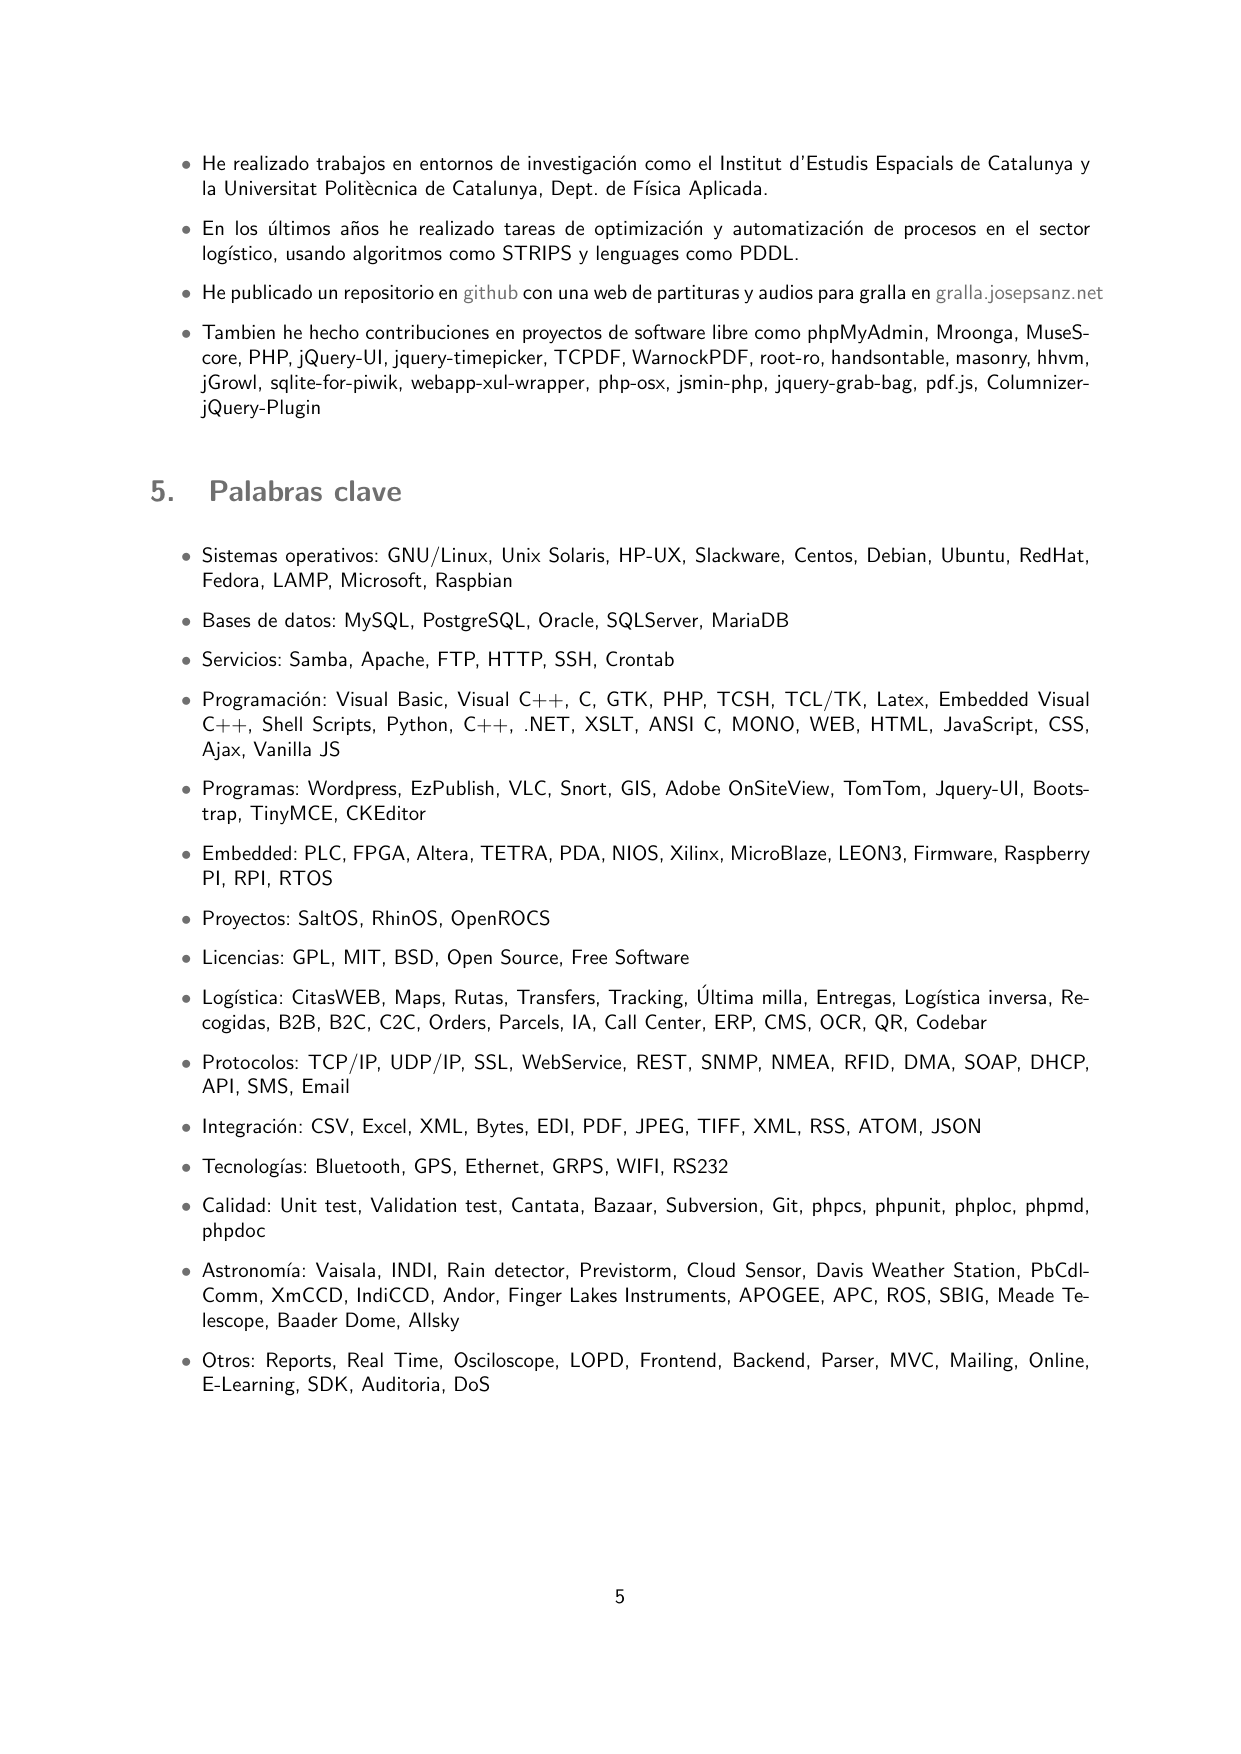 • He realizado trabajos en entornos de investigación como el Institut d'Estudis Espacials de Catalunya y
la Universitat Politècnica de Catalunya, Dept. de Física Aplicada.
• En los últimos años he realizado tareas de optimización y automatización de procesos en el sector
logístico, usando algoritmos como STRIPS y lenguages como PDDL.
• He publicado un repositorio en github con una web de partituras y audios para gralla en gralla.josepsanz.net
• Tambien he hecho contribuciones en proyectos de software libre como phpMyAdmin, Mroonga, MuseS-
core, PHP, jQuery-UI, jquery-timepicker, TCPDF, WarnockPDF, root-ro, handsontable, masonry, hhvm,
jGrowl, sqlite-for-piwik, webapp-xul-wrapper, php-osx, jsmin-php, jquery-grab-bag, pdf.js, Columnizer-
jQuery-Plugin
5. Palabras clave
• Sistemas operativos: GNU/Linux, Unix Solaris, HP-UX, Slackware, Centos, Debian, Ubuntu, RedHat,
Fedora, LAMP, Microsoft, Raspbian
• Bases de datos: MySQL, PostgreSQL, Oracle, SQLServer, MariaDB
• Servicios: Samba, Apache, FTP, HTTP, SSH, Crontab
• Programación: Visual Basic, Visual C++, C, GTK, PHP, TCSH, TCL/TK, Latex, Embedded Visual
C++, Shell Scripts, Python, C++, .NET, XSLT, ANSI C, MONO, WEB, HTML, JavaScript, CSS,
Ajax, Vanilla JS
• Programas: Wordpress, EzPublish, VLC, Snort, GIS, Adobe OnSiteView, TomTom, Jquery-UI, Boots-
trap, TinyMCE, CKEditor
• Embedded: PLC, FPGA, Altera, TETRA, PDA, NIOS, Xilinx, MicroBlaze, LEON3, Firmware, Raspberry
PI, RPI, RTOS
• Proyectos: SaltOS, RhinOS, OpenROCS
• Licencias: GPL, MIT, BSD, Open Source, Free Software
• Logística: CitasWEB, Maps, Rutas, Transfers, Tracking, Última milla, Entregas, Logística inversa, Re-
cogidas, B2B, B2C, C2C, Orders, Parcels, IA, Call Center, ERP, CMS, OCR, QR, Codebar
• Protocolos: TCP/IP, UDP/IP, SSL, WebService, REST, SNMP, NMEA, RFID, DMA, SOAP, DHCP,
API, SMS, Email
• Integración: CSV, Excel, XML, Bytes, EDI, PDF, JPEG, TIFF, XML, RSS, ATOM, JSON
• Tecnologías: Bluetooth, GPS, Ethernet, GRPS, WIFI, RS232
• Calidad: Unit test, Validation test, Cantata, Bazaar, Subversion, Git, phpcs, phpunit, phploc, phpmd,
phpdoc
• Astronomía: Vaisala, INDI, Rain detector, Previstorm, Cloud Sensor, Davis Weather Station, PbCdl-
Comm, XmCCD, IndiCCD, Andor, Finger Lakes Instruments, APOGEE, APC, ROS, SBIG, Meade Te-
lescope, Baader Dome, Allsky
• Otros: Reports, Real Time, Osciloscope, LOPD, Frontend, Backend, Parser, MVC, Mailing, Online,
E-Learning, SDK, Auditoria, DoS
5